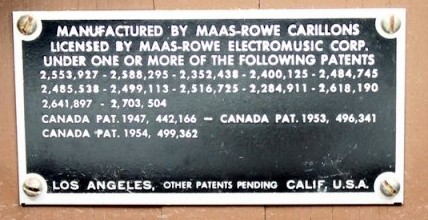 MANUFACTURED BY MAAS-ROWE CARILLONS
LICENSED BY MAAS-ROWE ELECTROMUSIC CORP.
UNDER ONE OR MORE OF THE FOLLOWING PATENTS
2,553,927 - 2,588,295 - 2,352,438 - 2,400,125 - 2,484,745
2,485,538 - 2,499,113 - 2,516,725 - 2,284,911 - 2,618,190
2,641,897 - 2,703,504
CANADA PAT. 1947, 442,166 — CANADA PAT. 1953, 496,341
CANADA PAT. 1954, 499,362
LOS ANGELES, OTHER PATENTS PENDING CALIF, U.S.A.